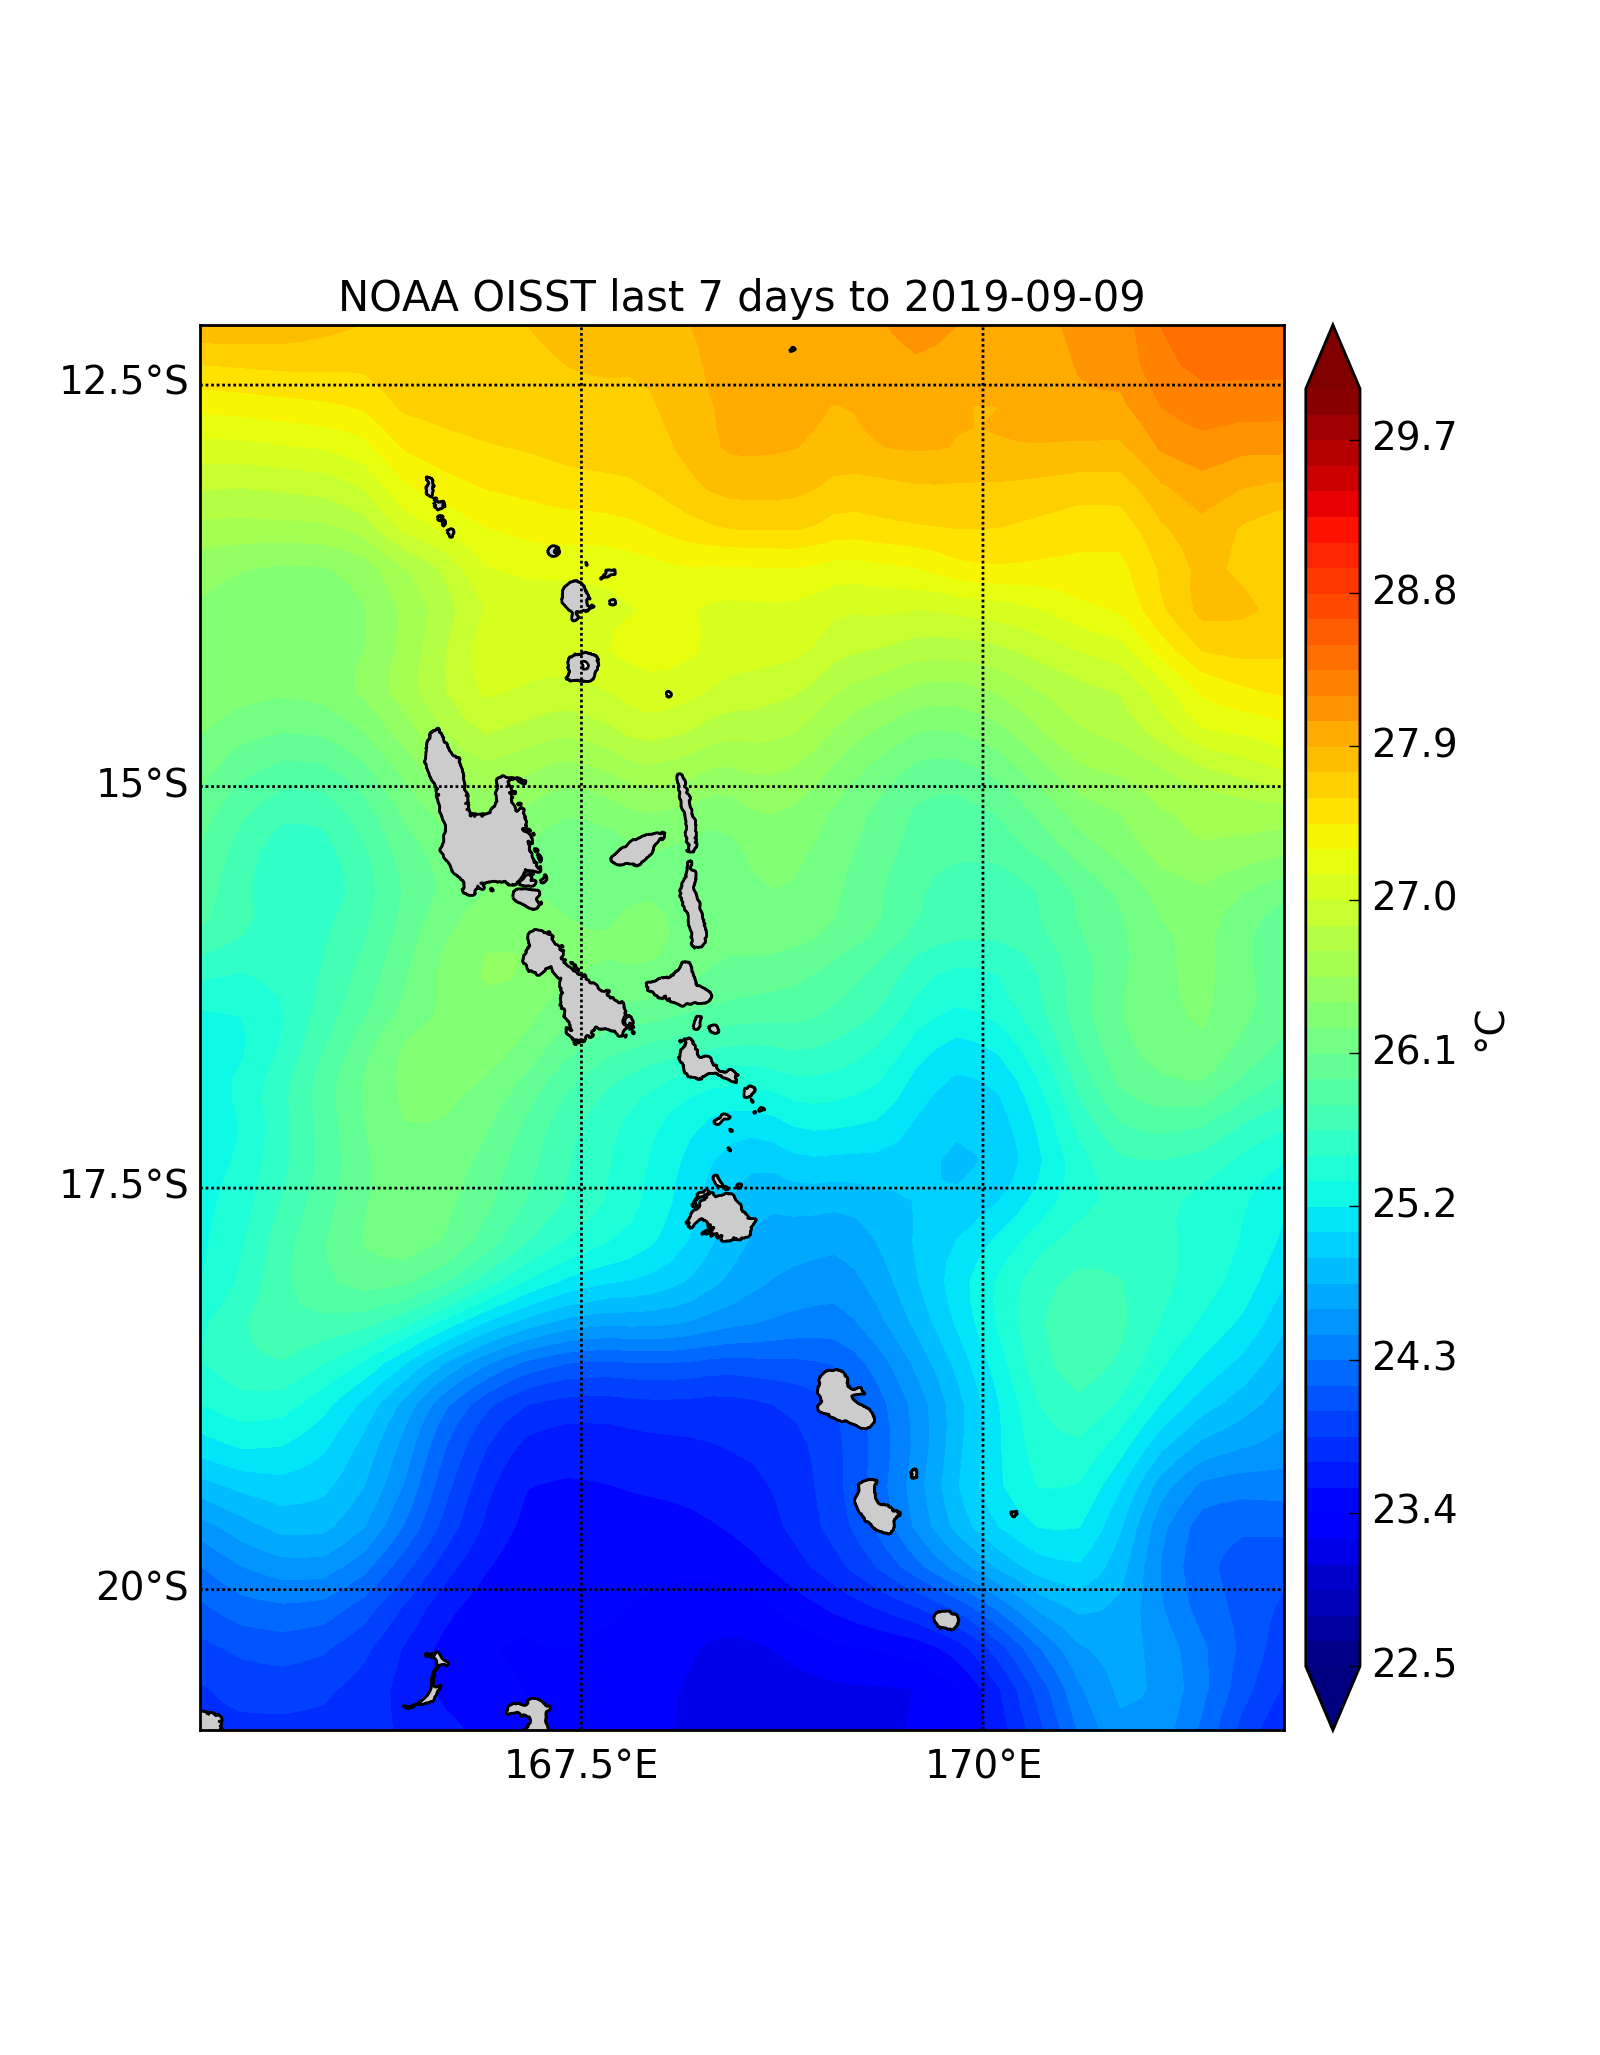 NOAA OISST last 7 days to 2019-09-09
12.5°S
15°S
17.5°S
20°S
167.5°E
170°E
29.7
28.8
27.9
27.0
26.1
25.2
24.3
23.4
22.5
°C